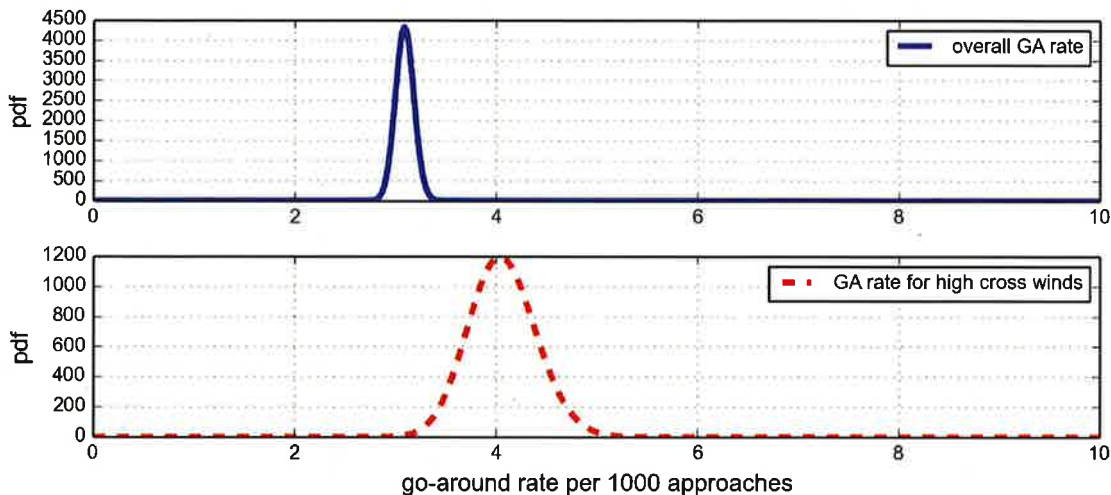 4500
4000
3500
3000
2500
2000
1500
1000
500
0
pdf
overall GA rate
0 2 4 6 8 10
1200
1000
800
600
400
200
0
pdf
GA rate for high cross winds
0 2 4 6 8 10
go-around rate per 1000 approaches